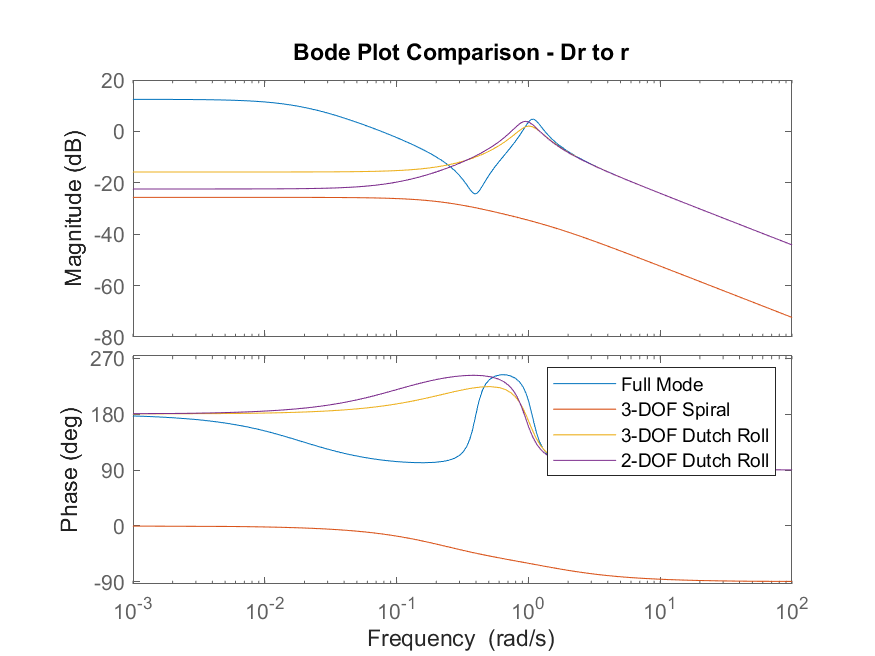 Bode Plot Comparison - Dr to r
20
0
-20
-40
-60
-80
Magnitude (dB)
270
180
90
0
-90
Phase (deg)
Full Mode
3-DOF Spiral
3-DOF Dutch Roll
2-DOF Dutch Roll
10^-3 10^-2 10^-1 10^0 10^1 10^2
Frequency (rad/s)